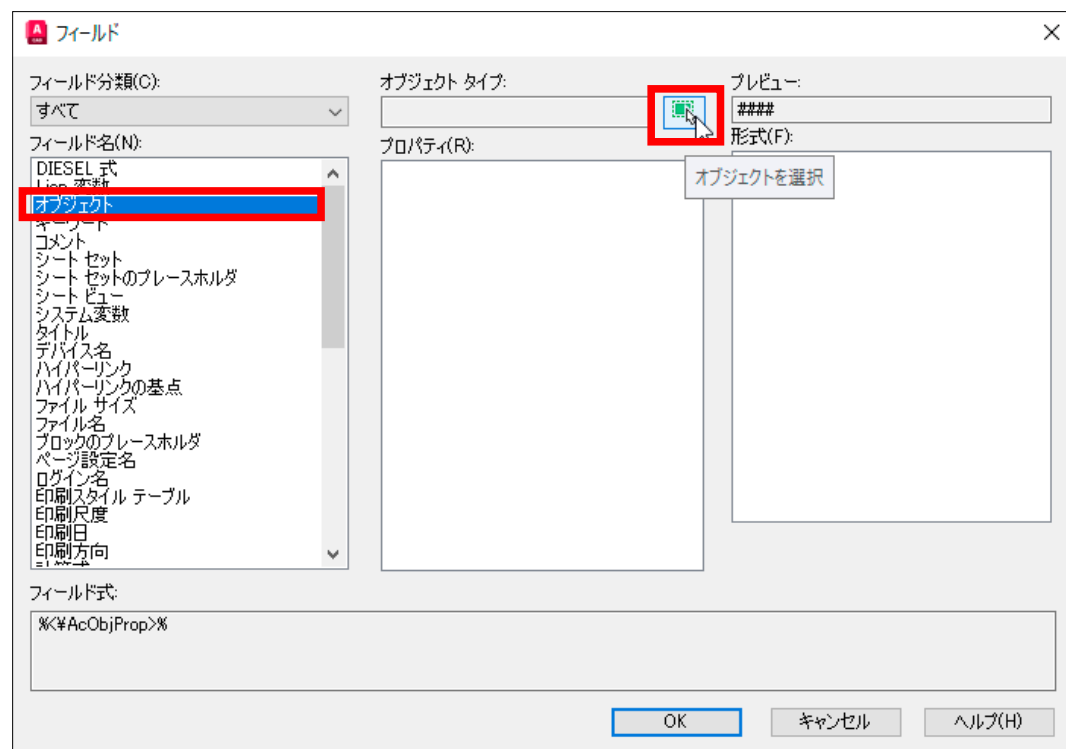 フィールド
フィールド分類(C):
すべて
フィールド名(N):
DIESEL 式
Lisp 変数
オブジェクト
キーワード
コメント
シート セット
シート セットのプレースホルダ
シート ビュー
システム変数
タイトル
デバイス名
ハイパーリンク
ハイパーリンクの基点
ファイル サイズ
ファイル名
ブロックのプレースホルダ
ページ設定名
ログイン名
印刷スタイル テーブル
印刷尺度
印刷日
印刷方向
オブジェクト タイプ:
プロパティ(R):
オブジェクトを選択
プレビュー:
####
形式(F):
フィールド式:
%<¥AcObjProp>%
OK
キャンセル
ヘルプ(H)